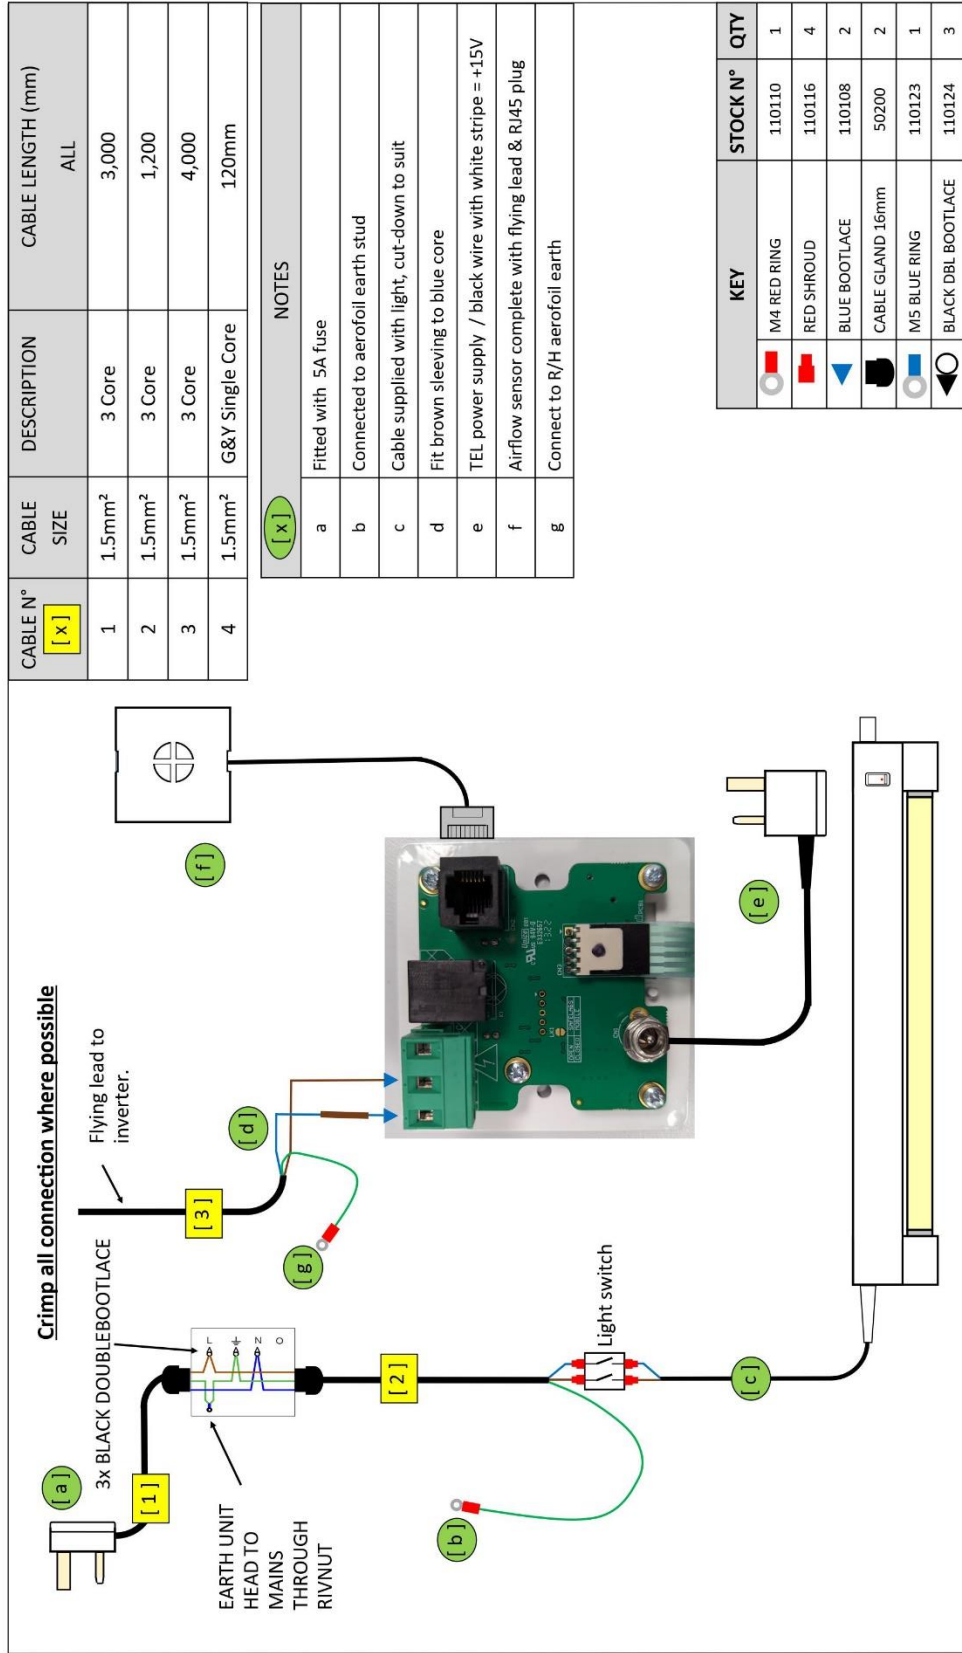 Crimp all connection where possible
[ a ]
3x BLACK DOUBLEBOOTLACE
[ 1 ]
EARTH UNIT
HEAD TO
MAINS
THROUGH
RIVNUT
L
N
[ 2 ]
[ b ]
Light switch
[ c ]
Flying lead to
inverter.
[ 3 ]
[ d ]
[ g ]
[ f ]
[ e ]
CABLE N° [ x ] CABLE SIZE DESCRIPTION CABLE LENGTH (mm) ALL
1 1.5mm² 3 Core 3,000
2 1.5mm² 3 Core 1,200
3 1.5mm² 3 Core 4,000
4 1.5mm² G&Y Single Core 120mm
[ x ] NOTES
a Fitted with 5A fuse
b Connected to aerofoil earth stud
c Cable supplied with light, cut-down to suit
d Fit brown sleeving to blue core
e TEL power supply / black wire with white stripe = +15V
f Airflow sensor complete with flying lead & RJ45 plug
g Connect to R/H aerofoil earth
KEY STOCK N° QTY
M4 RED RING 110110 1
RED SHROUD 110116 4
BLUE BOOTLACE 110108 2
CABLE GLAND 16mm 50200 2
M5 BLUE RING 110123 1
BLACK DBL BOOTLACE 110124 3